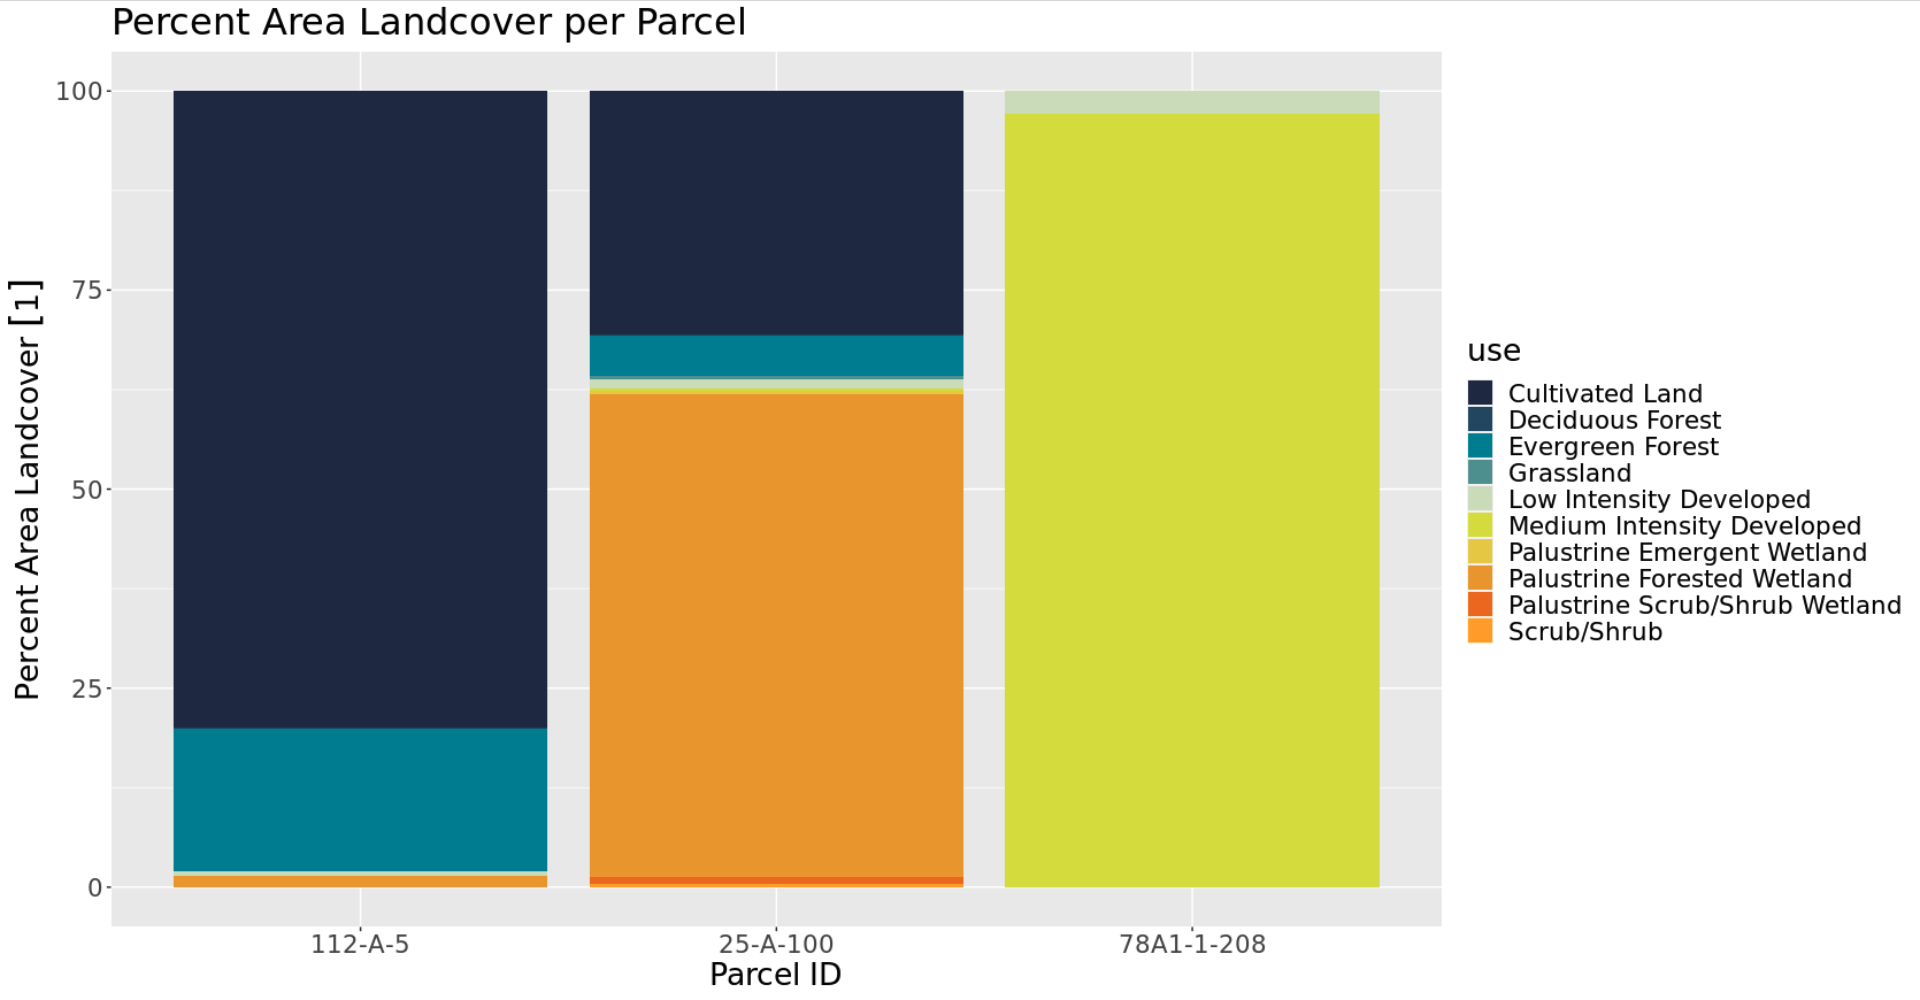 Percent Area Landcover per Parcel
Percent Area Landcover [1]
100
75
50
25
0
112-A-5
25-A-100
78A1-1-208
Parcel ID
use
Cultivated Land
Deciduous Forest
Evergreen Forest
Grassland
Low Intensity Developed
Medium Intensity Developed
Palustrine Emergent Wetland
Palustrine Forested Wetland
Palustrine Scrub/Shrub Wetland
Scrub/Shrub